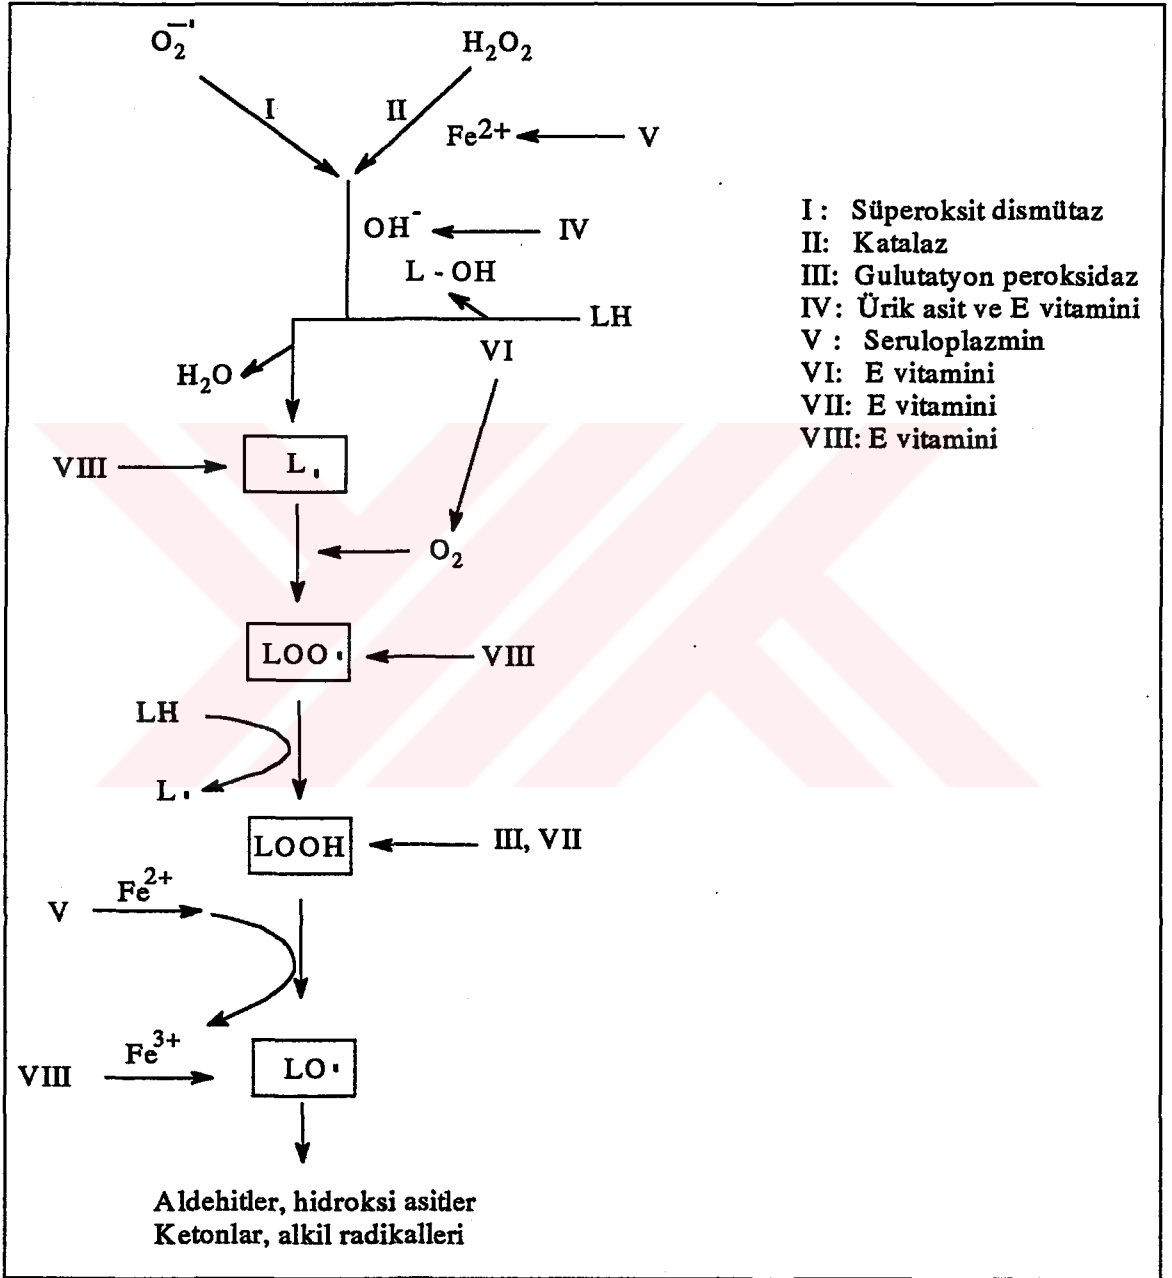 O₂⁻· H₂O₂
I II
Fe²⁺ V
OH⁻ IV
L - OH
LH
VI
H₂O
VIII L·
O₂
LOO· VIII
LH
L·
LOOH III, VII
V Fe²⁺
Fe³⁺
VIII LO·
Aldehitler, hidroksi asitler
Ketonlar, alkil radikalleri
I : Süperoksit dismütaz
II: Katalaz
III: Gulutatyon peroksidaz
IV: Ürik asit ve E vitamini
V : Seruloplazmin
VI: E vitamini
VII: E vitamini
VIII: E vitamini